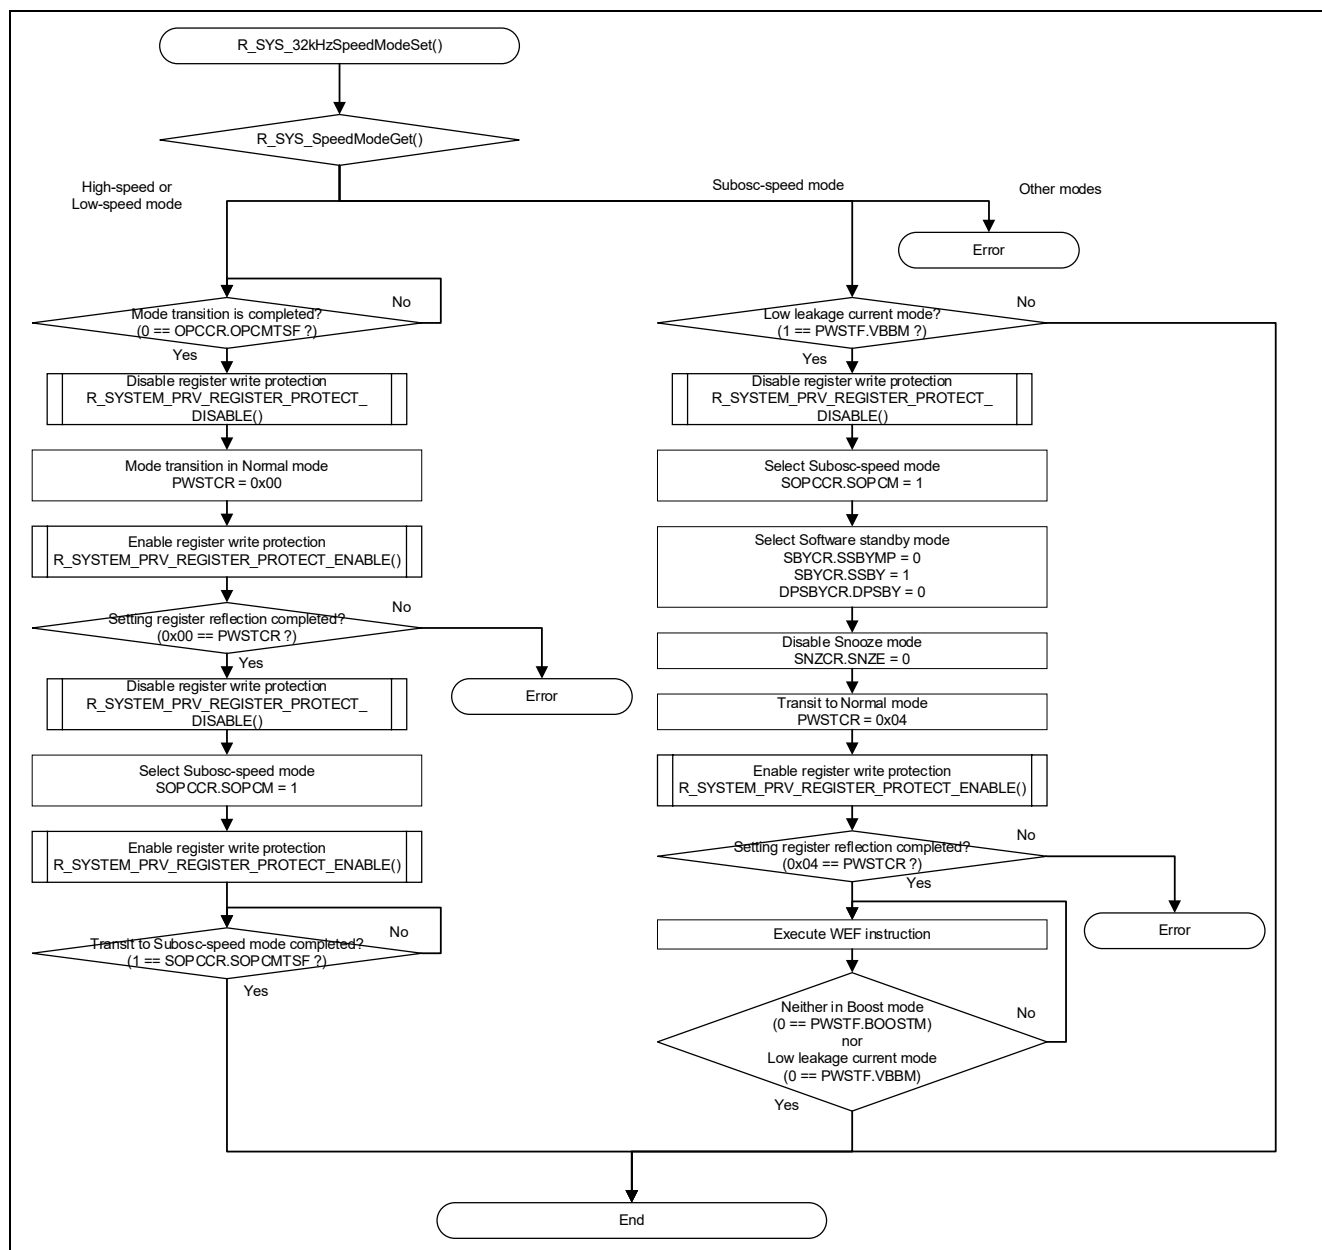 R_SYS_32kHzSpeedModeSet()
R_SYS_SpeedModeGet()
High-speed or
Low-speed mode
Subosc-speed mode
Other modes
Error
Mode transition is completed?
(0 == OPCCR.OPCMTSF ?)
No
Yes
Disable register write protection
R_SYSTEM_PRV_REGISTER_PROTECT_
DISABLE()
Mode transition in Normal mode
PWSTCR = 0x00
Enable register write protection
R_SYSTEM_PRV_REGISTER_PROTECT_ENABLE()
Setting register reflection completed?
(0x00 == PWSTCR ?)
No
Yes
Error
Disable register write protection
R_SYSTEM_PRV_REGISTER_PROTECT_
DISABLE()
Select Subosc-speed mode
SOPCCR.SOPCM = 1
Enable register write protection
R_SYSTEM_PRV_REGISTER_PROTECT_ENABLE()
Transit to Subosc-speed mode completed?
(1 == SOPCCR.SOPCMTSF ?)
No
Yes
Low leakage current mode?
(1 == PWSTF.VBBM ?)
No
Yes
Disable register write protection
R_SYSTEM_PRV_REGISTER_PROTECT_
DISABLE()
Select Subosc-speed mode
SOPCCR.SOPCM = 1
Select Software standby mode
SBYCR.SSBYMP = 0
SBYCR.SSBY = 1
DPSBYCR.DPSBY = 0
Disable Snooze mode
SNZCR.SNZE = 0
Transit to Normal mode
PWSTCR = 0x04
Enable register write protection
R_SYSTEM_PRV_REGISTER_PROTECT_ENABLE()
Setting register reflection completed?
(0x04 == PWSTCR ?)
No
Yes
Error
Execute WEF instruction
Neither in Boost mode
(0 == PWSTF.BOOSTM)
nor
Low leakage current mode
(0 == PWSTF.VBBM)
No
Yes
End